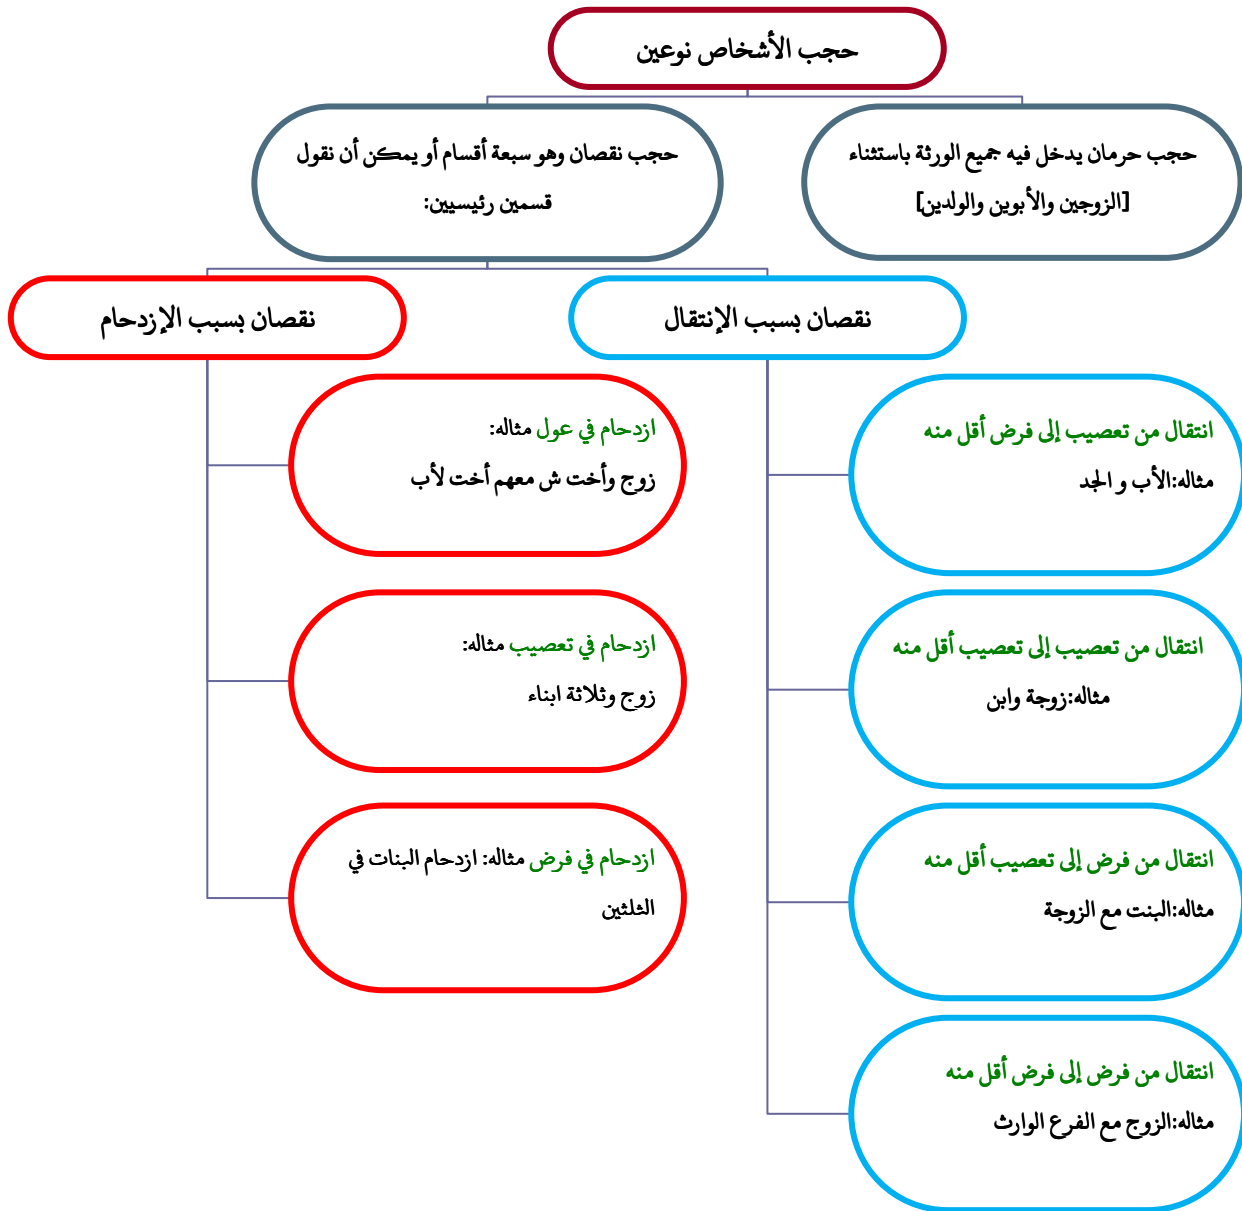 حجب الأشخاص نوعين
حجب حرمان يدخل فيه جميع الورثة باستثناء
[الزوجين والأبوين والولدين]
حجب نقصان وهو سبعة أقسام أو يمكن أن نقول
قسمين رئيسيين:
نقصان بسبب الإنتقال
انتقال من تعصيب إلى فرض أقل منه
مثاله:الأب و الجد
انتقال من تعصيب إلى تعصيب أقل منه
مثاله:زوجة وابن
انتقال من فرض إلى تعصيب أقل منه
مثاله:البنت مع الزوجة
انتقال من فرض إلى فرض أقل منه
مثاله:الزوج مع الفرع الوارث
نقصان بسبب الإزدحام
ازدحام في عول مثاله:
زوج وأخت ش معهم أخت لأب
ازدحام في تعصيب مثاله:
زوج وثلاثة ابناء
ازدحام في فرض مثاله: ازدحام البنات في
الثلثين